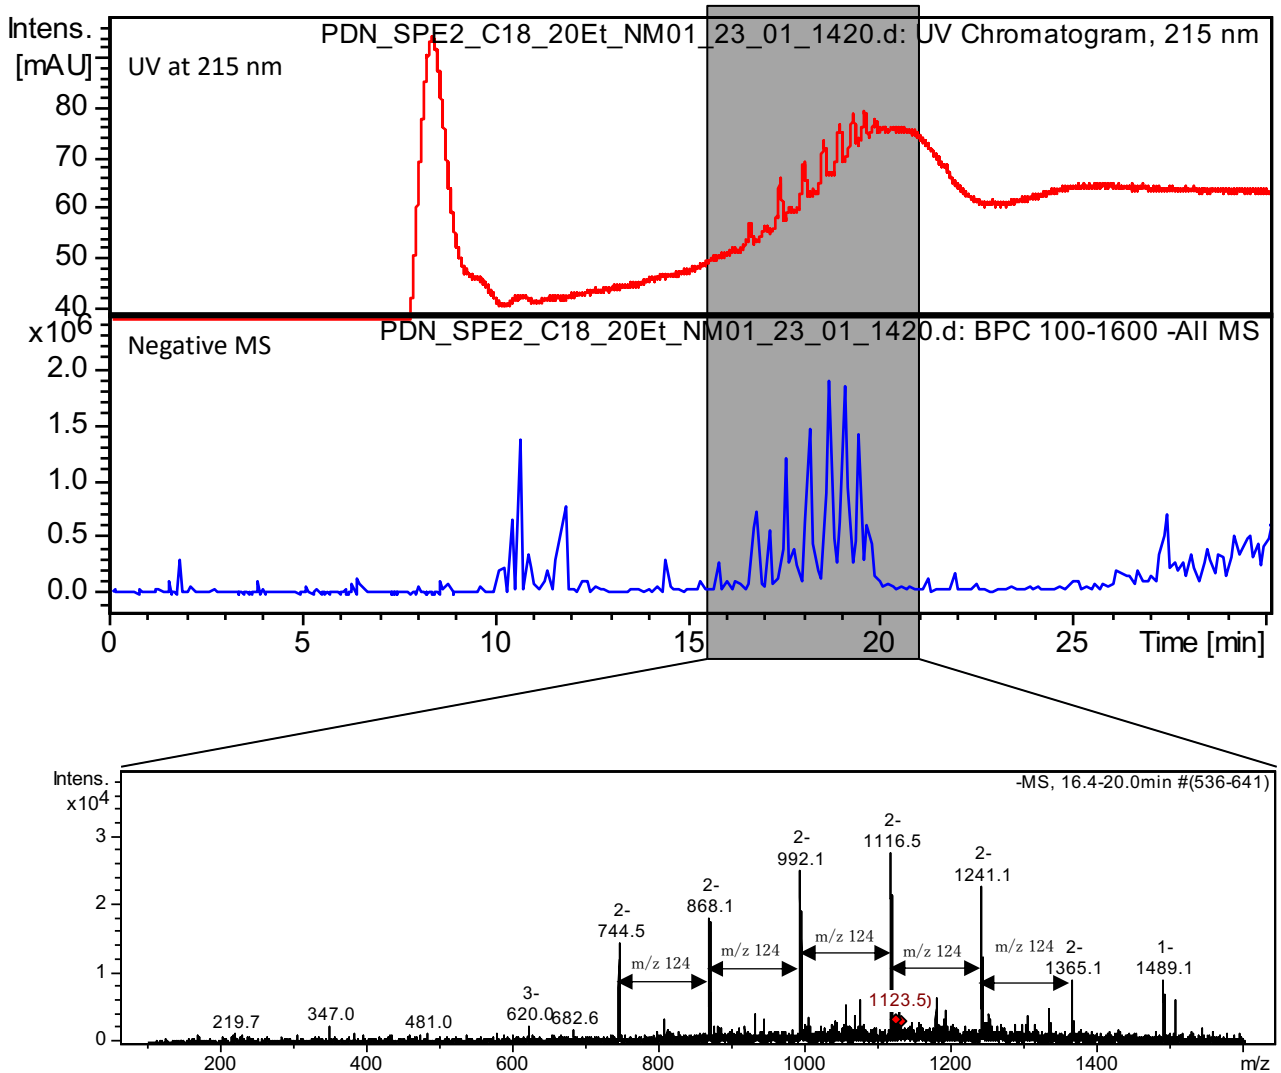 Intens.
[mAU]
PDN_SPE2_C18_20Et_NM01_23_01_1420.d: UV Chromatogram, 215 nm
UV at 215 nm
80
70
60
50
40
x10^6
PDN_SPE2_C18_20Et_NM01_23_01_1420.d: BPC 100-1600 -All MS
Negative MS
2.0
1.5
1.0
0.5
0.0
0 5 10 15 20 25 Time [min]
Intens.
x10^4
-MS, 16.4-20.0min #(536-641)
3
2
1
0
219.7
347.0
481.0
3-
620.0
682.6
2-
744.5
m/z 124
2-
868.1
m/z 124
2-
992.1
m/z 124
2-
1116.5
m/z 124
1123.5)
2-
1241.1
m/z 124
2-
1365.1
1-
1489.1
200 400 600 800 1000 1200 1400 m/z